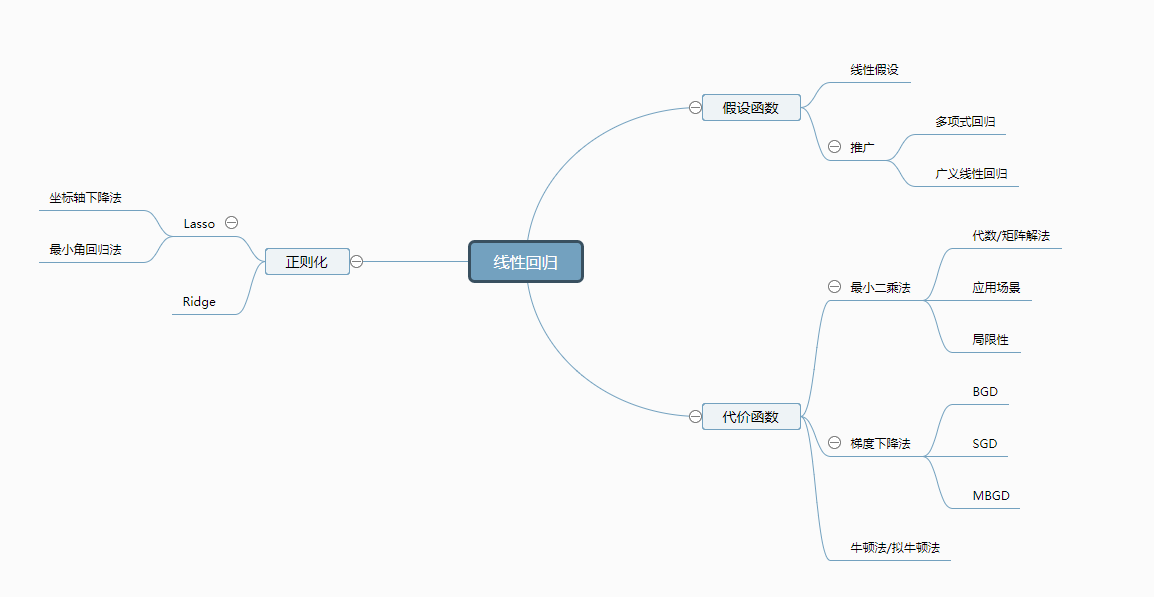 线性回归
假设函数
线性假设
推广
多项式回归
广义线性回归
代价函数
最小二乘法
代数/矩阵解法
应用场景
局限性
梯度下降法
BGD
SGD
MBGD
牛顿法/拟牛顿法
正则化
Lasso
坐标轴下降法
最小角回归法
Ridge